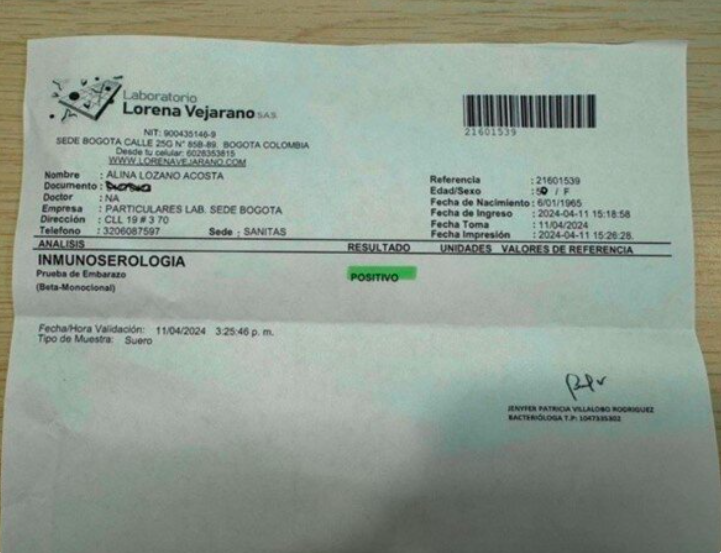 Laboratorio
Lorena Vejarano S.A.S.
NIT: 900435146-9
SEDE BOGOTA CALLE 25G N° 85B-89. BOGOTA COLOMBIA
Desde tu celular: 6028353815
WWW.LORENAVEJARANO.COM
21601539
Nombre : ALINA LOZANO ACOSTA
Documento :
Doctor : NA
Empresa : PARTICULARES LAB. SEDE BOGOTA
Dirección : CLL 19 # 3 70
Telefono : 3206087597 Sede : SANITAS
Referencia : 21601539
Edad/Sexo : / F
Fecha de Nacimiento : 6/01/1965
Fecha de Ingreso : 2024-04-11 15:18:58
Fecha Toma : 11/04/2024
Fecha Impresión : 2024-04-11 15:26:28.
ANALISIS RESULTADO UNIDADES VALORES DE REFERENCIA
INMUNOSEROLOGIA
Prueba de Embarazo POSITIVO
(Beta-Monoclonal)
Fecha/Hora Validación: 11/04/2024 3:25:46 p. m.
Tipo de Muestra: Suero
JENYFER PATRICIA VILLALOBO RODRIGUEZ
BACTERIÓLOGA T.P: 1047335302